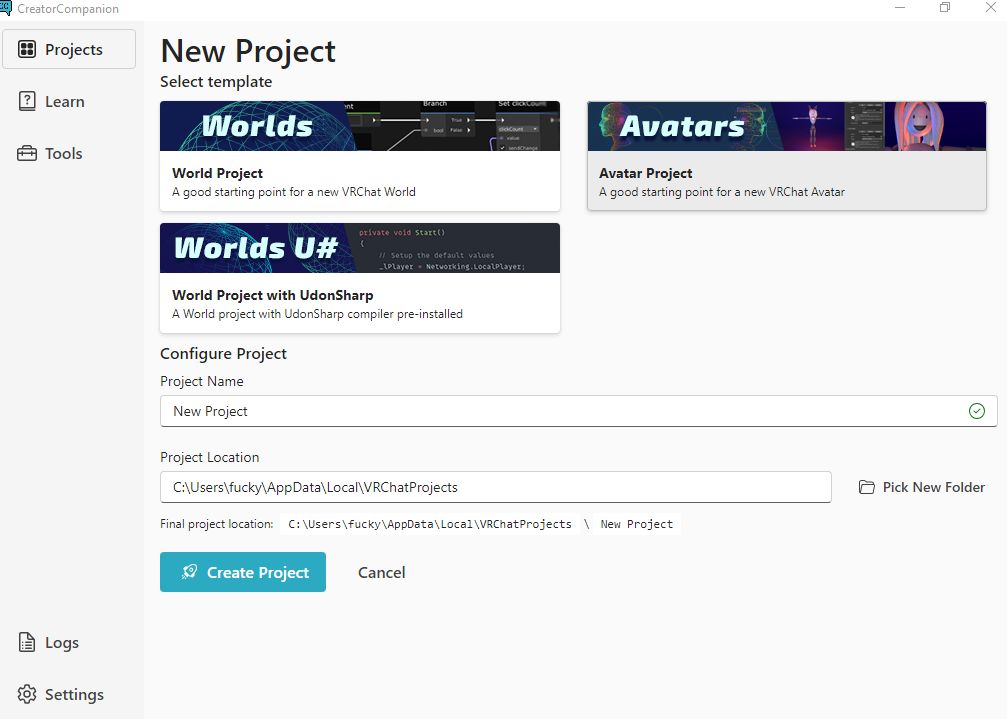 CreatorCompanion
Projects
Learn
Tools
Logs
Settings
New Project
Select template
Worlds
Branch
True
bool
False
Set clickCount
clickCount
value
sendChange
World Project
A good starting point for a new VRChat World
Avatars
Avatar Project
A good starting point for a new VRChat Avatar
Worlds U#
private void Start()
{
// Setup the default values
_lPlayer = Networking.LocalPlayer;
World Project with UdonSharp
A World project with UdonSharp compiler pre-installed
Configure Project
Project Name
New Project
Project Location
C:\Users\fucky\AppData\Local\VRChatProjects
Pick New Folder
Final project location: C:\Users\fucky\AppData\Local\VRChatProjects \ New Project
Create Project
Cancel